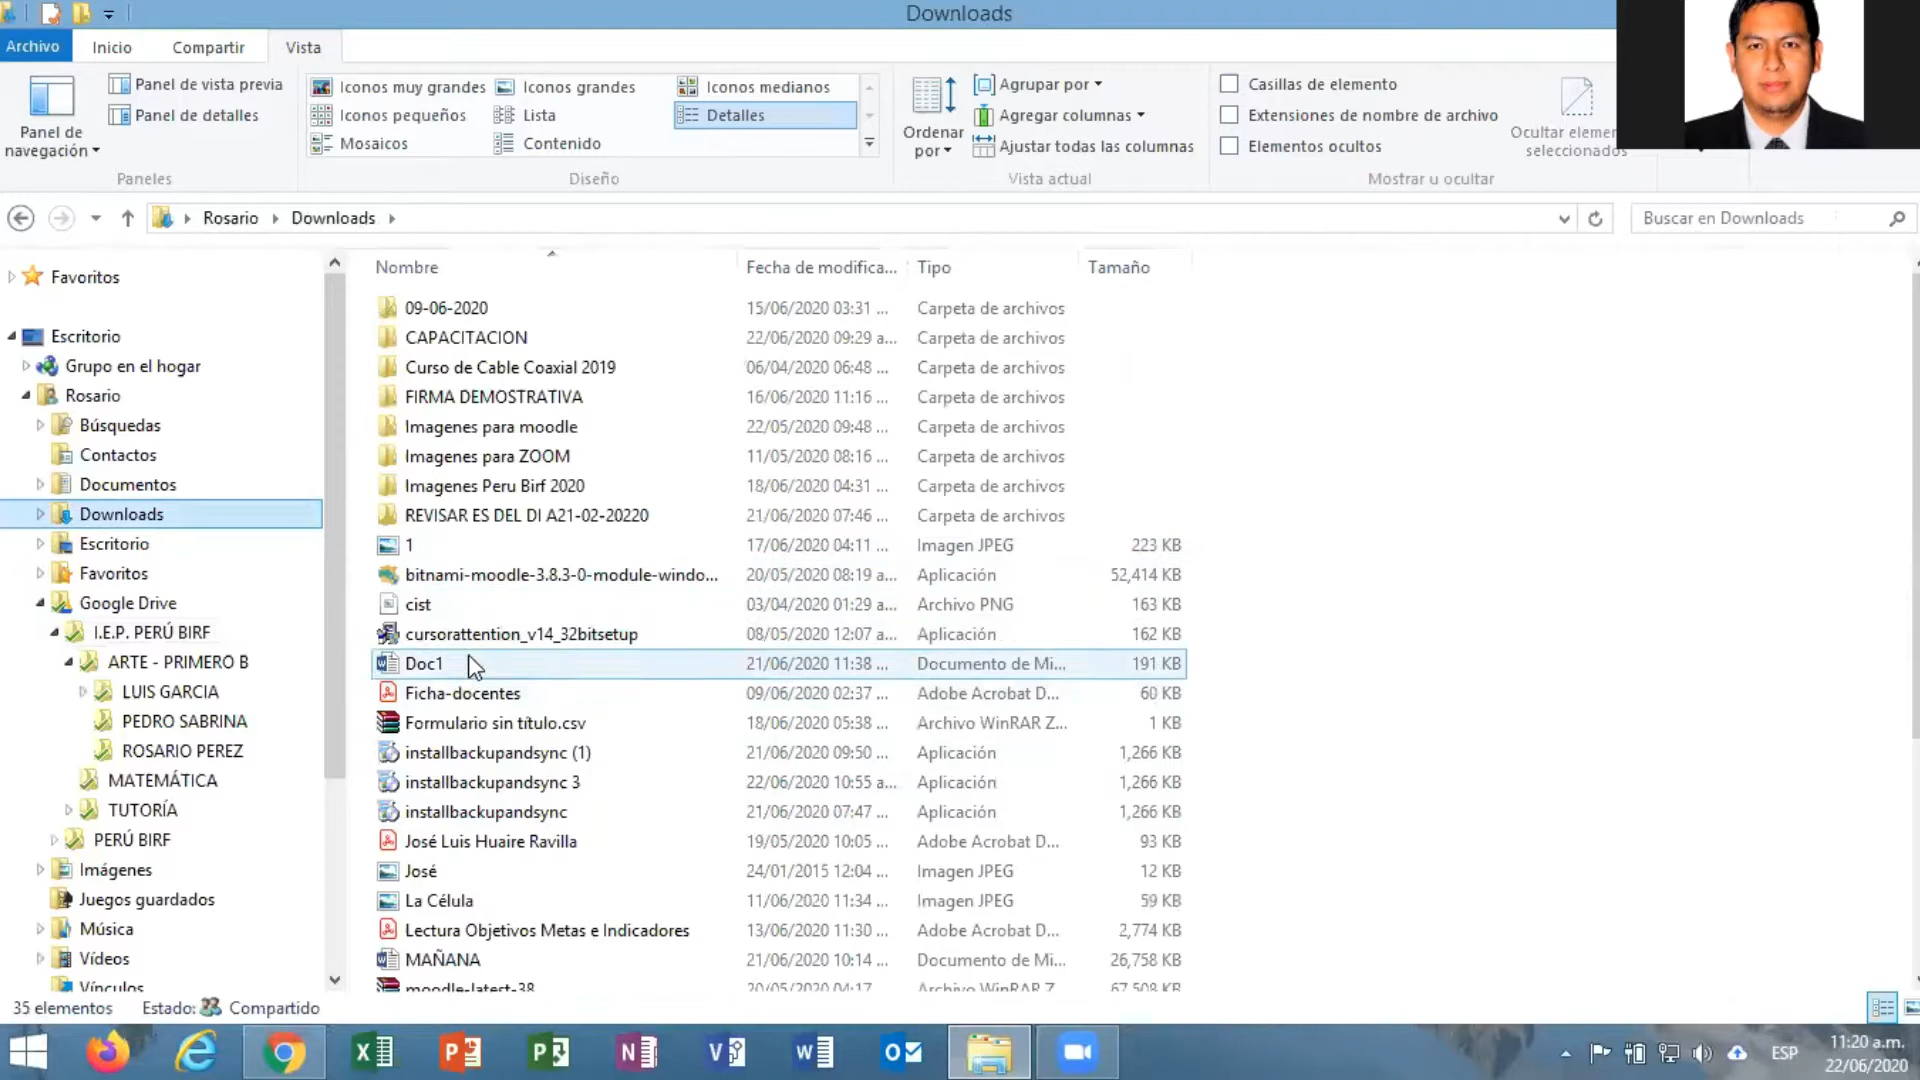 Downloads
Archivo Inicio Compartir Vista
Panel de navegación
Panel de vista previa
Panel de detalles
Paneles
Iconos muy grandes Iconos grandes Iconos medianos
Iconos pequeños Lista Detalles
Mosaicos Contenido
Diseño
Ordenar por
Agrupar por
Agregar columnas
Ajustar todas las columnas
Vista actual
Casillas de elemento
Extensiones de nombre de archivo
Elementos ocultos
Ocultar
seleccionados
Mostrar u ocultar
Rosario Downloads
Buscar en Downloads
Favoritos
Escritorio
Grupo en el hogar
Rosario
Búsquedas
Contactos
Documentos
Downloads
Escritorio
Favoritos
Google Drive
I.E.P. PERÚ BIRF
ARTE - PRIMERO B
LUIS GARCIA
PEDRO SABRINA
ROSARIO PEREZ
MATEMÁTICA
TUTORÍA
PERÚ BIRF
Imágenes
Juegos guardados
Música
Vídeos
Vínculos
Nombre Fecha de modifica... Tipo Tamaño
09-06-2020 15/06/2020 03:31 ... Carpeta de archivos
CAPACITACION 22/06/2020 09:29 a... Carpeta de archivos
Curso de Cable Coaxial 2019 06/04/2020 06:48 ... Carpeta de archivos
FIRMA DEMOSTRATIVA 16/06/2020 11:16 ... Carpeta de archivos
Imagenes para moodle 22/05/2020 09:48 ... Carpeta de archivos
Imagenes para ZOOM 11/05/2020 08:16 ... Carpeta de archivos
Imagenes Peru Birf 2020 18/06/2020 04:31 ... Carpeta de archivos
REVISAR ES DEL DI A21-02-20220 21/06/2020 07:46 ... Carpeta de archivos
1 17/06/2020 04:11 ... Imagen JPEG 223 KB
bitnami-moodle-3.8.3-0-module-windo... 20/05/2020 08:19 a... Aplicación 52,414 KB
cist 03/04/2020 01:29 a... Archivo PNG 163 KB
cursorattention_v14_32bitsetup 08/05/2020 12:07 a... Aplicación 162 KB
Doc1 21/06/2020 11:38 ... Documento de Mi... 191 KB
Ficha-docentes 09/06/2020 02:37 ... Adobe Acrobat D... 60 KB
Formulario sin título.csv 18/06/2020 05:38 ... Archivo WinRAR Z... 1 KB
installbackupandsync (1) 21/06/2020 09:50 ... Aplicación 1,266 KB
installbackupandsync 3 22/06/2020 10:55 a... Aplicación 1,266 KB
installbackupandsync 21/06/2020 07:47 ... Aplicación 1,266 KB
José Luis Huaire Ravilla 19/05/2020 10:05 ... Adobe Acrobat D... 93 KB
José 24/01/2015 12:04 ... Imagen JPEG 12 KB
La Célula 11/06/2020 11:34 ... Imagen JPEG 59 KB
Lectura Objetivos Metas e Indicadores 13/06/2020 11:30 ... Adobe Acrobat D... 2,774 KB
MAÑANA 21/06/2020 10:14 ... Documento de Mi... 26,758 KB
moodle-latest-38 20/05/2020 04:17 Archivo WinRAR Z 67,508 KB
35 elementos Estado: Compartido
ESP
11:20 a.m.
22/06/2020